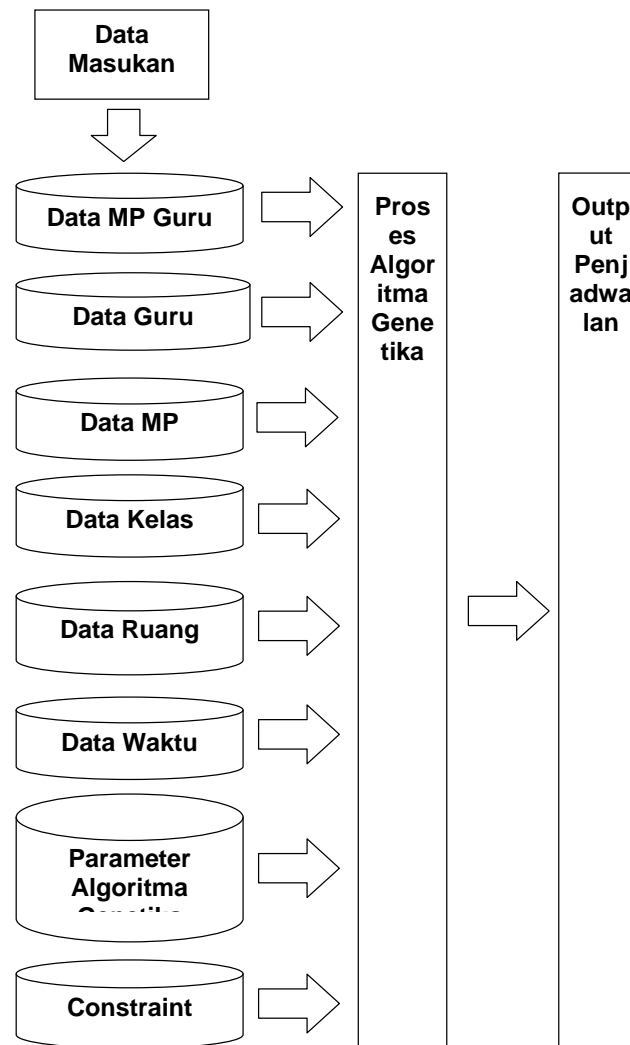 Data
Masukan
Data MP Guru
Pros
es
Algor
itma
Gene
tika
Outp
ut
Penj
adwa
lan
Data Guru
Data MP
Data Kelas
Data Ruang
Data Waktu
Parameter
Algoritma
Constraint